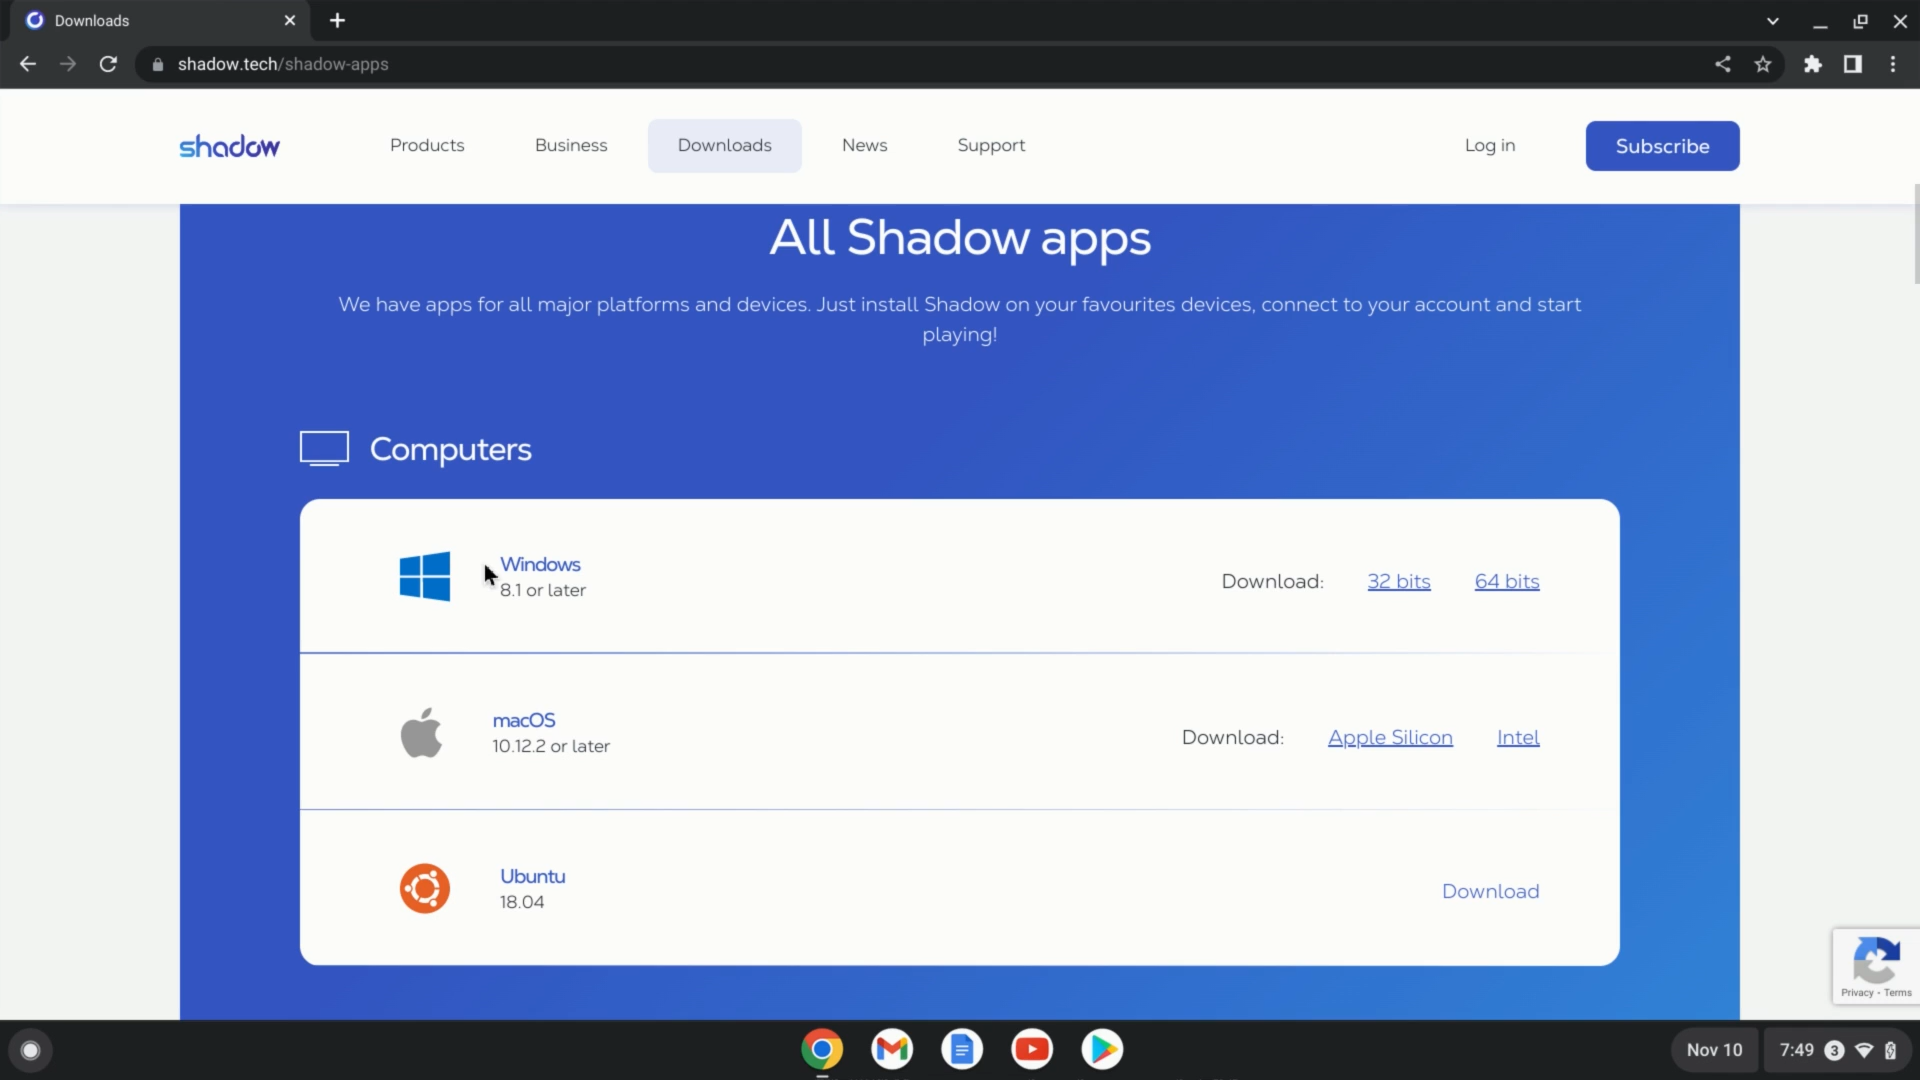 Downloads
shadow.tech/shadow-apps
shadow
Products
Business
Downloads
News
Support
Log in
Subscribe
All Shadow apps
We have apps for all major platforms and devices. Just install Shadow on your favourites devices, connect to your account and start
playing!
Computers
Windows
8.1 or later
Download: 32 bits 64 bits
macOS
10.12.2 or later
Download: Apple Silicon Intel
Ubuntu
18.04
Download
Privacy - Terms
Nov 10
7:49 3